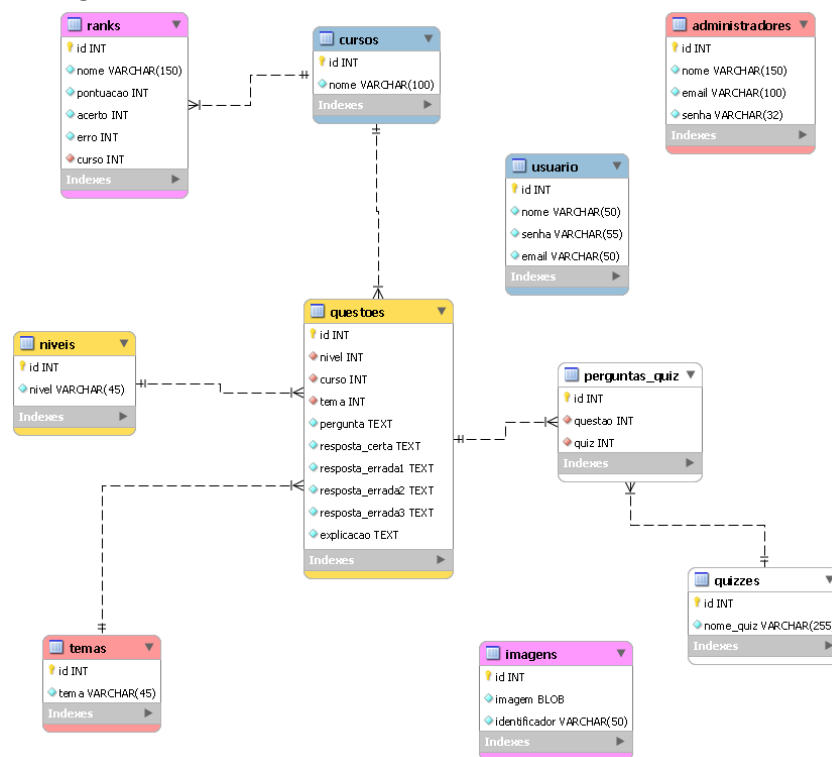 ranks
id INT
nome VARCHAR(150)
pontuacao INT
acerto INT
erro INT
curso INT
Indexes
cursos
id INT
nome VARCHAR(100)
Indexes
administradores
id INT
nome VARCHAR(150)
email VARCHAR(100)
senha VARCHAR(32)
Indexes
usuario
id INT
nome VARCHAR(50)
senha VARCHAR(55)
email VARCHAR(50)
Indexes
niveis
id INT
nivel VARCHAR(45)
Indexes
questoes
id INT
nivel INT
curso INT
tema INT
pergunta TEXT
resposta_certa TEXT
resposta_errada1 TEXT
resposta_errada2 TEXT
resposta_errada3 TEXT
explicacao TEXT
Indexes
perguntas_quiz
id INT
questao INT
quiz INT
Indexes
quizzes
id INT
nome_quiz VARCHAR(255)
Indexes
temas
id INT
tema VARCHAR(45)
Indexes
imagens
id INT
imagem BLOB
identificador VARCHAR(50)
Indexes